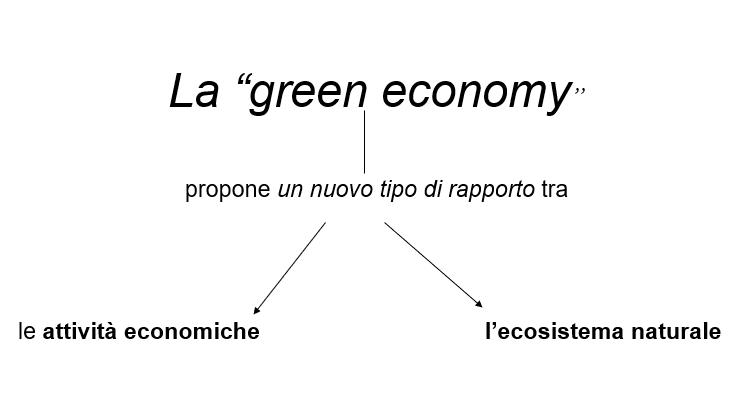 La “green economy”
propone un nuovo tipo di rapporto tra
le attività economiche
l’ecosistema naturale